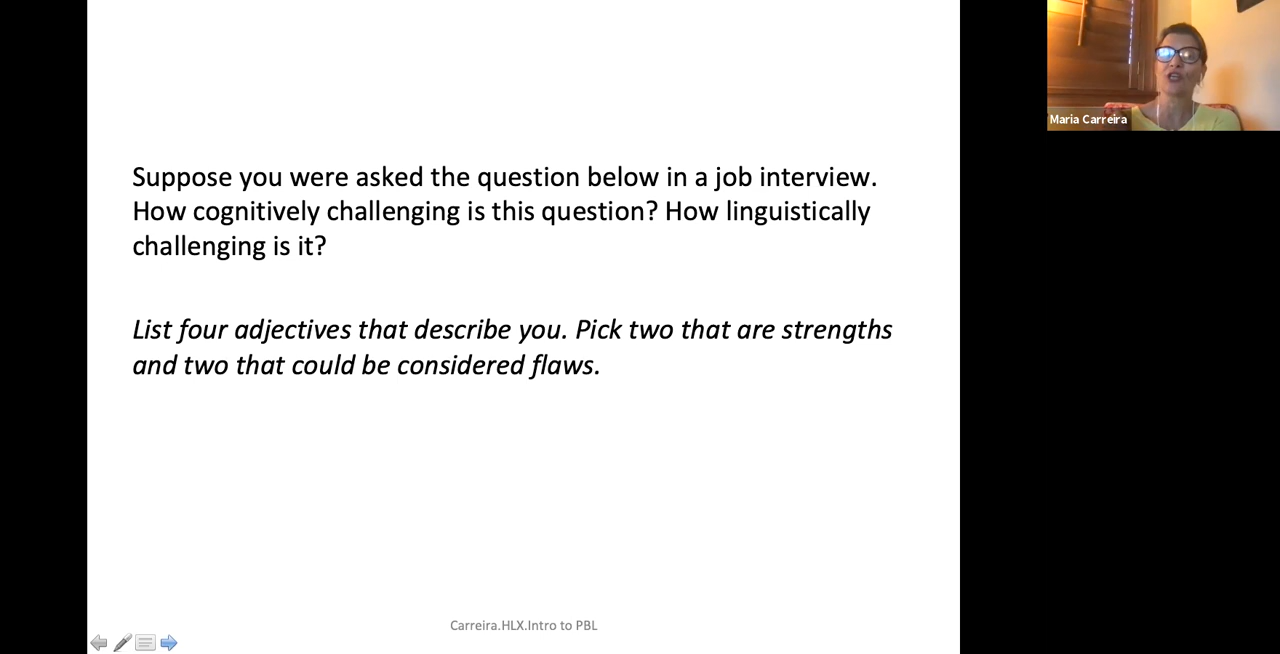 Suppose you were asked the question below in a job interview.
How cognitively challenging is this question? How linguistically
challenging is it?
List four adjectives that describe you. Pick two that are strengths
and two that could be considered flaws.
Carreira.HLX.Intro to PBL
Maria Carreira